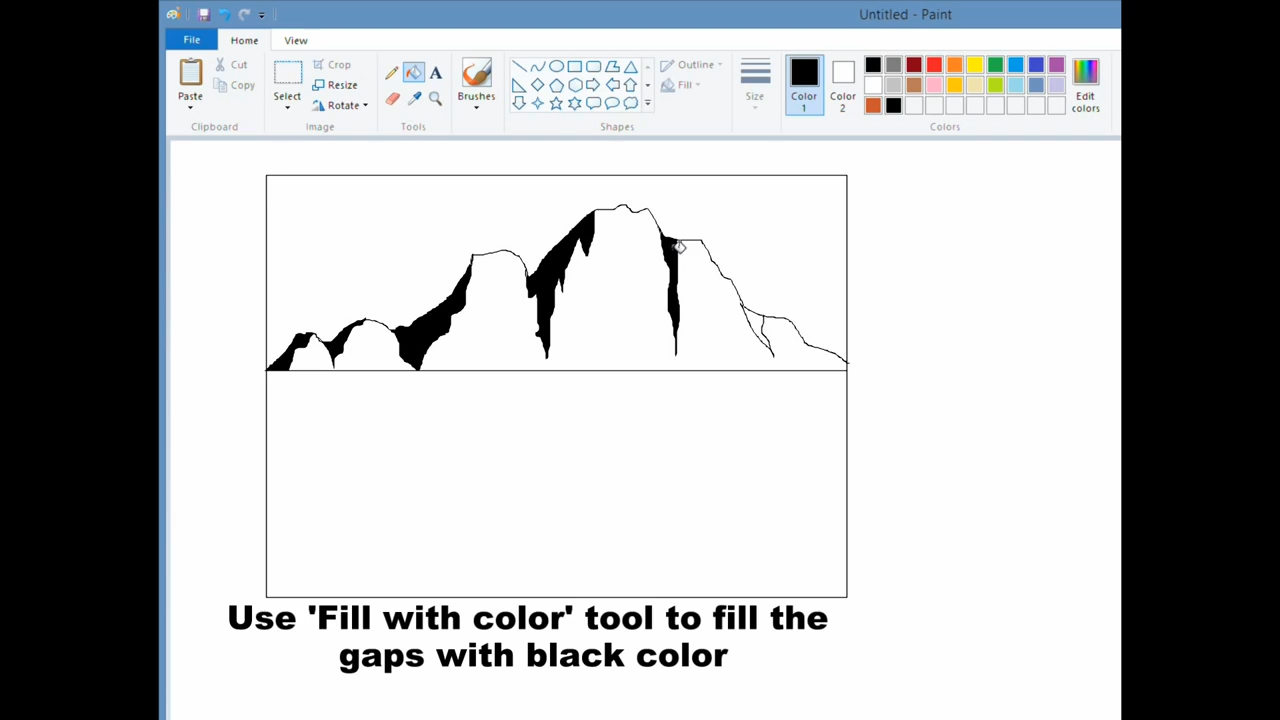 Untitled - Paint
File Home View
Paste Cut Copy
Clipboard
Select Crop Resize Rotate
Image
A
Tools
Brushes
Outline Fill
Shapes
Size
Color 1
Color 2
Edit colors
Colors
Use 'Fill with color' tool to fill the
gaps with black color